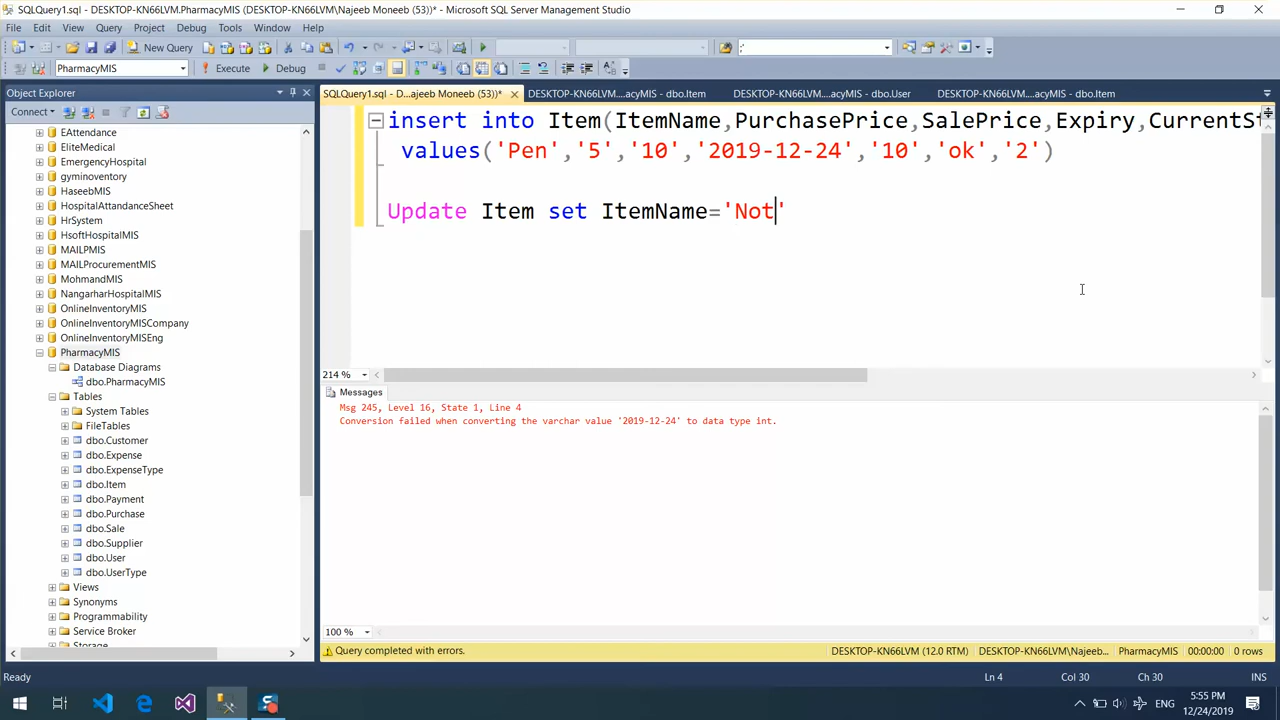 SQLQuery1.sql - DESKTOP-KN66LVM.PharmacyMIS (DESKTOP-KN66LVM\Najeeb Moneeb (53))* - Microsoft SQL Server Management Studio
File Edit View Query Project Debug Tools Window Help
New Query
PharmacyMIS Execute Debug
Object Explorer
Connect
EAttendance
EliteMedical
EmergencyHospital
gyminoventory
HaseebMIS
HospitalAttandanceSheet
HrSystem
HsoftHospitalMIS
MAILPMIS
MAILProcurementMIS
MohmandMIS
NangarharHospitalMIS
OnlineInventoryMIS
OnlineInventoryMISCompany
OnlineInventoryMISEng
PharmacyMIS
Database Diagrams
dbo.PharmacyMIS
Tables
System Tables
FileTables
dbo.Customer
dbo.Expense
dbo.ExpenseType
dbo.Item
dbo.Payment
dbo.Purchase
dbo.Sale
dbo.Supplier
dbo.User
dbo.UserType
Views
Synonyms
Programmability
Service Broker
Storage
SQLQuery1.sql - D...ajeeb Moneeb (53))* DESKTOP-KN66LVM....acyMIS - dbo.Item DESKTOP-KN66LVM....acyMIS - dbo.User DESKTOP-KN66LVM....acyMIS - dbo.Item
insert into Item(ItemName,PurchasePrice,SalePrice,Expiry,CurrentSt
values('Pen','5','10','2019-12-24','10','ok','2')
Update Item set ItemName='Not'
214 %
Messages
Msg 245, Level 16, State 1, Line 4
Conversion failed when converting the varchar value '2019-12-24' to data type int.
100 %
Query completed with errors. DESKTOP-KN66LVM (12.0 RTM) DESKTOP-KN66LVM\Najeeb... PharmacyMIS 00:00:00 0 rows
Ready Ln 4 Col 30 Ch 30 INS
ENG 5:55 PM
12/24/2019